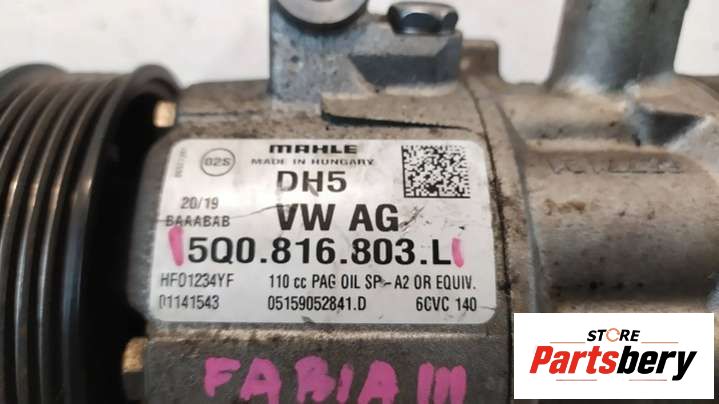 MAHLE
02S
MADE IN HUNGARY
DH5
20/19
BAAABAB
VW AG
5Q0.816.803.L
HFO1234YF
110 cc PAG OIL SP-A2 OR EQUIV.
01141543
05159052841.D
6CVC 140
FABIA III
STORE
Partsbery